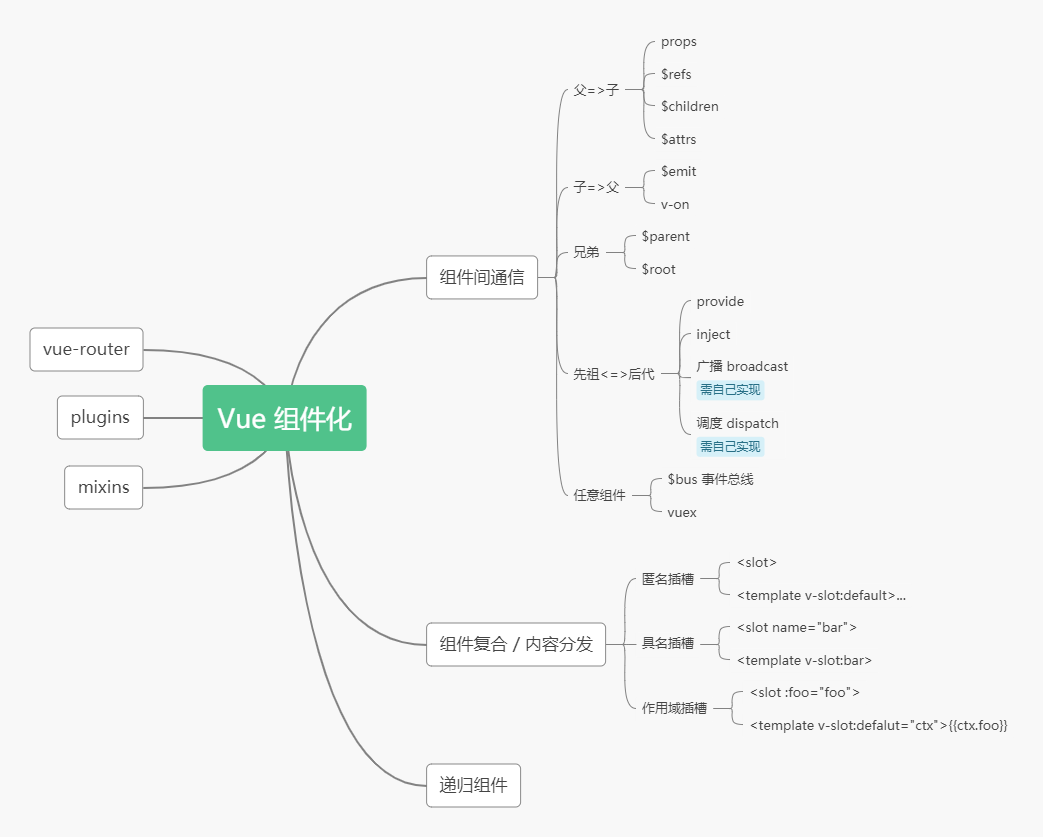 Vue 组件化
vue-router
plugins
mixins
组件间通信
父=>子
props
$refs
$children
$attrs
子=>父
$emit
v-on
兄弟
$parent
$root
先祖<=>后代
provide
inject
广播 broadcast
需自己实现
调度 dispatch
需自己实现
任意组件
$bus 事件总线
vuex
组件复合 / 内容分发
匿名插槽
<slot>
<template v-slot:default>...
具名插槽
<slot name="bar">
<template v-slot:bar>
作用域插槽
<slot :foo="foo">
<template v-slot:defalut="ctx">{{ctx.foo}}
递归组件